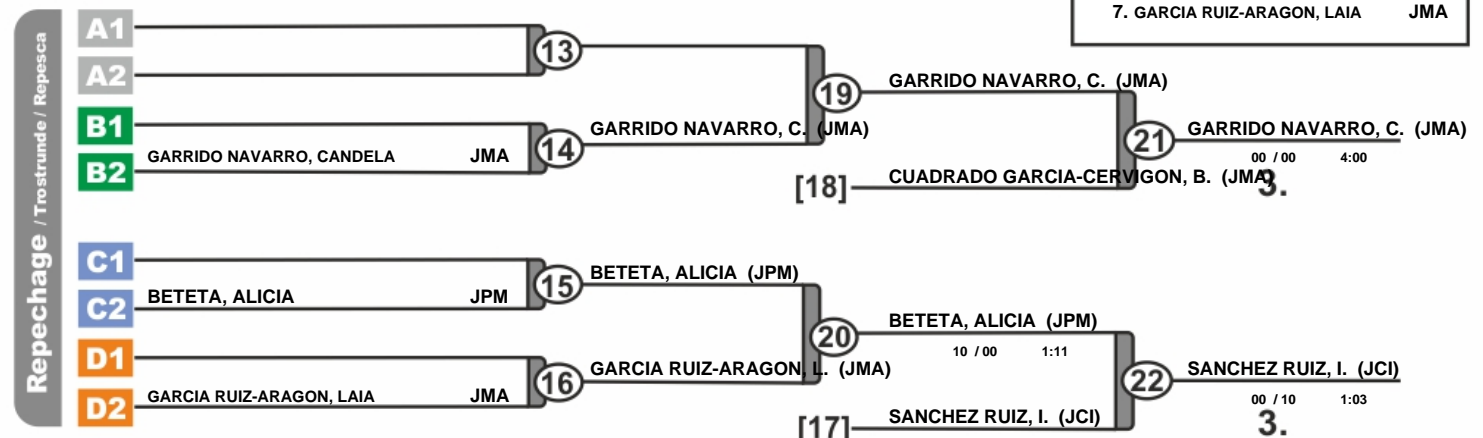 7. GARCIA RUIZ-ARAGON, LAIA JMA
Repechage / Trostrunde / Repesca
A1
13
A2
19
GARRIDO NAVARRO, C. (JMA)
B1
14
GARRIDO NAVARRO, C. (JMA)
B2
GARRIDO NAVARRO, CANDELA JMA
21
GARRIDO NAVARRO, C. (JMA)
00 / 00 4:00
3.
[18]
CUADRADO GARCIA-CERVIGON, B. (JMA)
C1
15
BETETA, ALICIA (JPM)
C2
BETETA, ALICIA JPM
20
BETETA, ALICIA (JPM)
10 / 00 1:11
D1
16
GARCIA RUIZ-ARAGON, L. (JMA)
D2
GARCIA RUIZ-ARAGON, LAIA JMA
22
SANCHEZ RUIZ, I. (JCI)
00 / 10 1:03
3.
[17]
SANCHEZ RUIZ, I. (JCI)